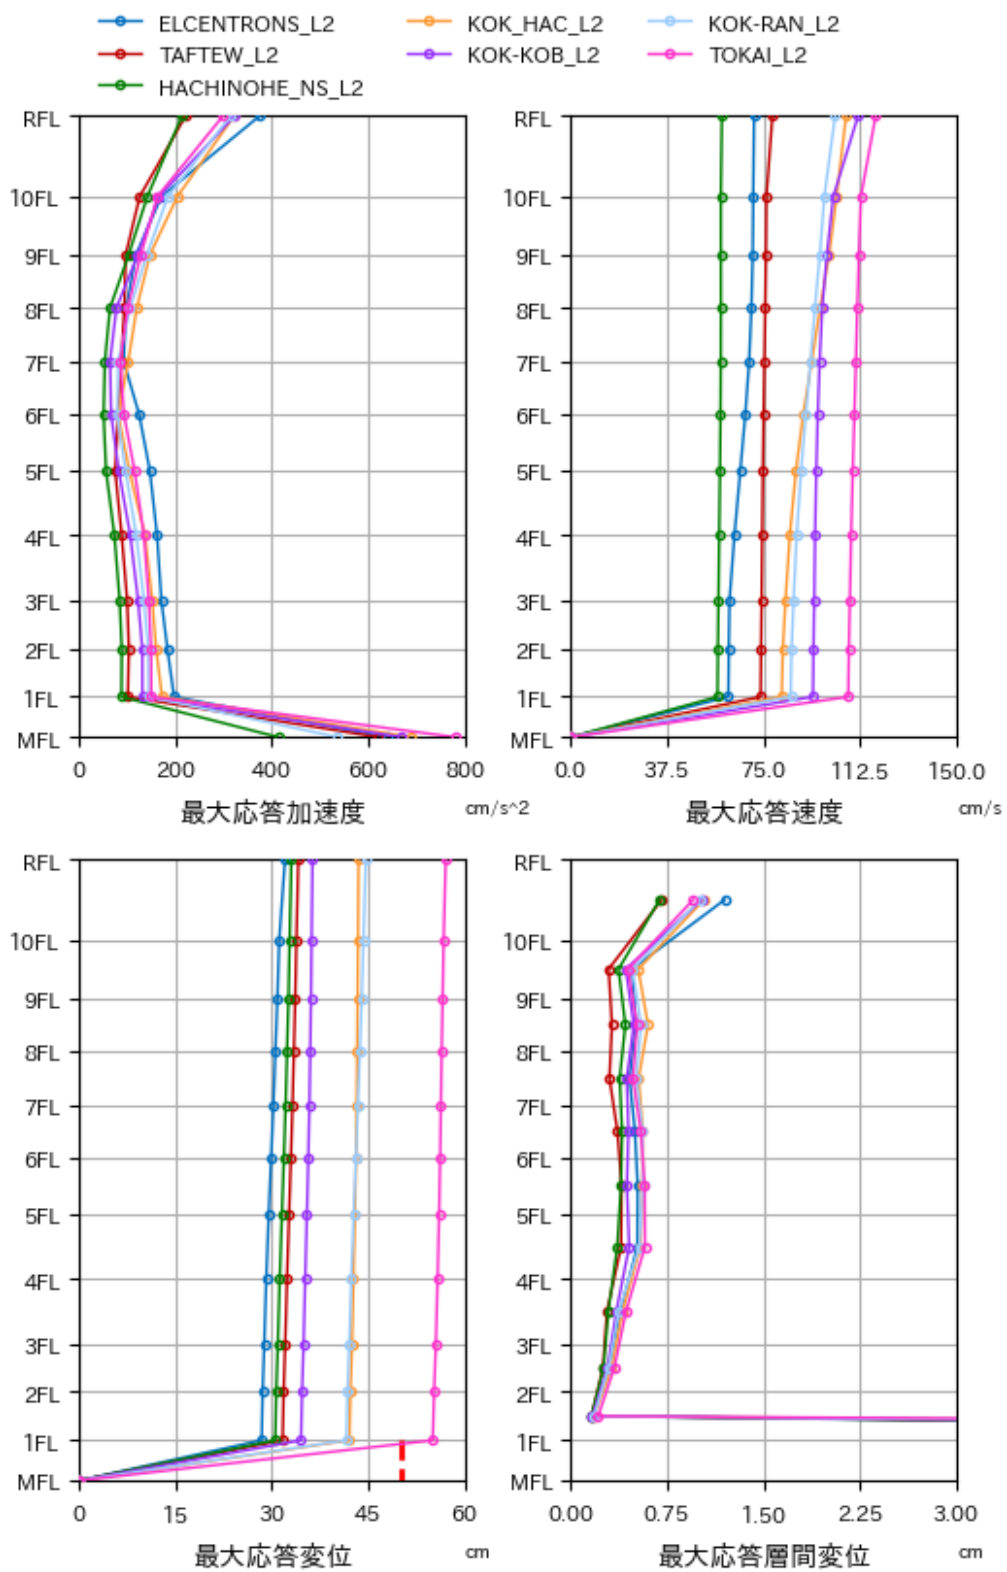 ELCENTRONS_L2 KOK_HAC_L2 KOK-RAN_L2
TAFTEW_L2 KOK-KOB_L2 TOKAI_L2
HACHINOHE_NS_L2
RFL
10FL
9FL
8FL
7FL
6FL
5FL
4FL
3FL
2FL
1FL
MFL
0 200 400 600 800
最大応答加速度 cm/s^2
RFL
10FL
9FL
8FL
7FL
6FL
5FL
4FL
3FL
2FL
1FL
MFL
0.0 37.5 75.0 112.5 150.0
最大応答速度 cm/s
RFL
10FL
9FL
8FL
7FL
6FL
5FL
4FL
3FL
2FL
1FL
MFL
0 15 30 45 60
最大応答変位 cm
RFL
10FL
9FL
8FL
7FL
6FL
5FL
4FL
3FL
2FL
1FL
MFL
0.00 0.75 1.50 2.25 3.00
最大応答層間変位 cm